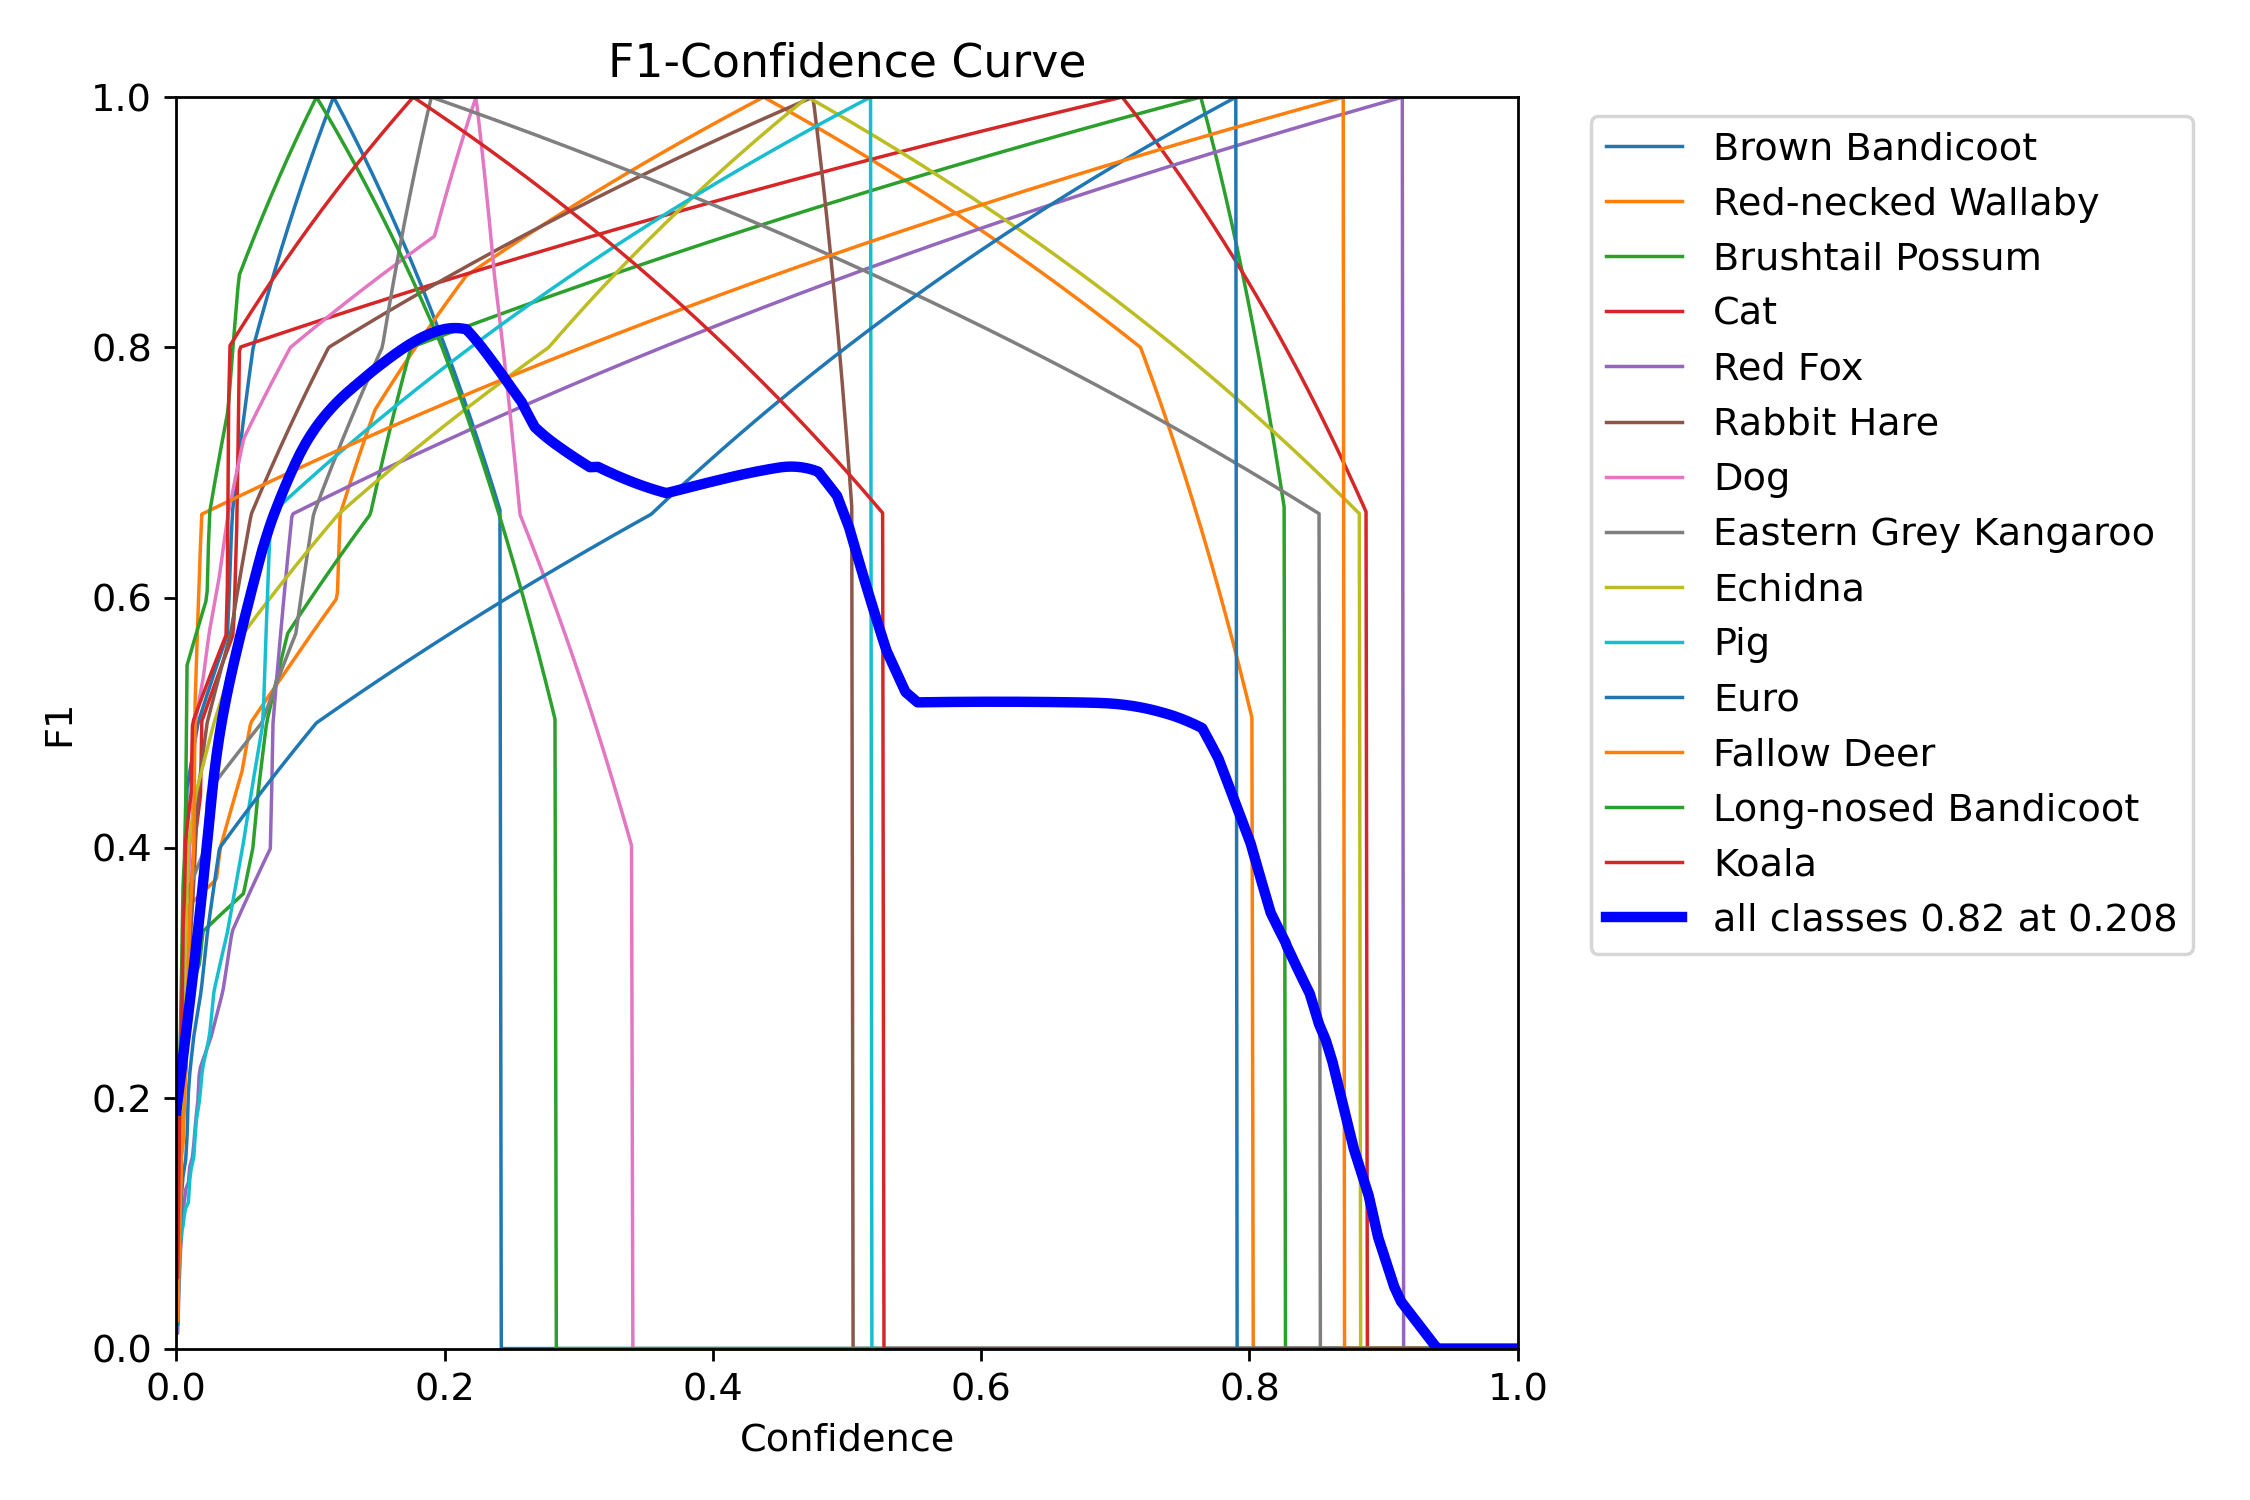 F1-Confidence Curve
1.0
0.8
0.6
0.4
0.2
0.0
F1
0.0 0.2 0.4 0.6 0.8 1.0
Confidence
Brown Bandicoot
Red-necked Wallaby
Brushtail Possum
Cat
Red Fox
Rabbit Hare
Dog
Eastern Grey Kangaroo
Echidna
Pig
Euro
Fallow Deer
Long-nosed Bandicoot
Koala
all classes 0.82 at 0.208